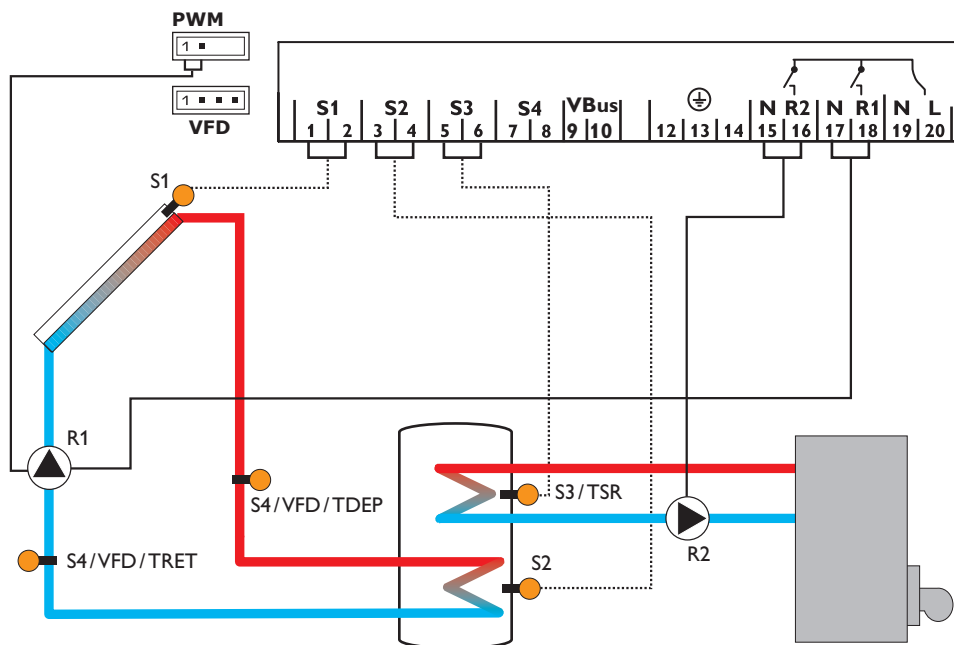 PWM
1
VFD
1
S1 S2 S3 S4 VBus N R2 N R1 N L
1 2 3 4 5 6 7 8 9 10 12 13 14 15 16 17 18 19 20
S1
R1
S4/VFD/TDEP
S3/TSR
R2
S4/VFD/TRET
S2